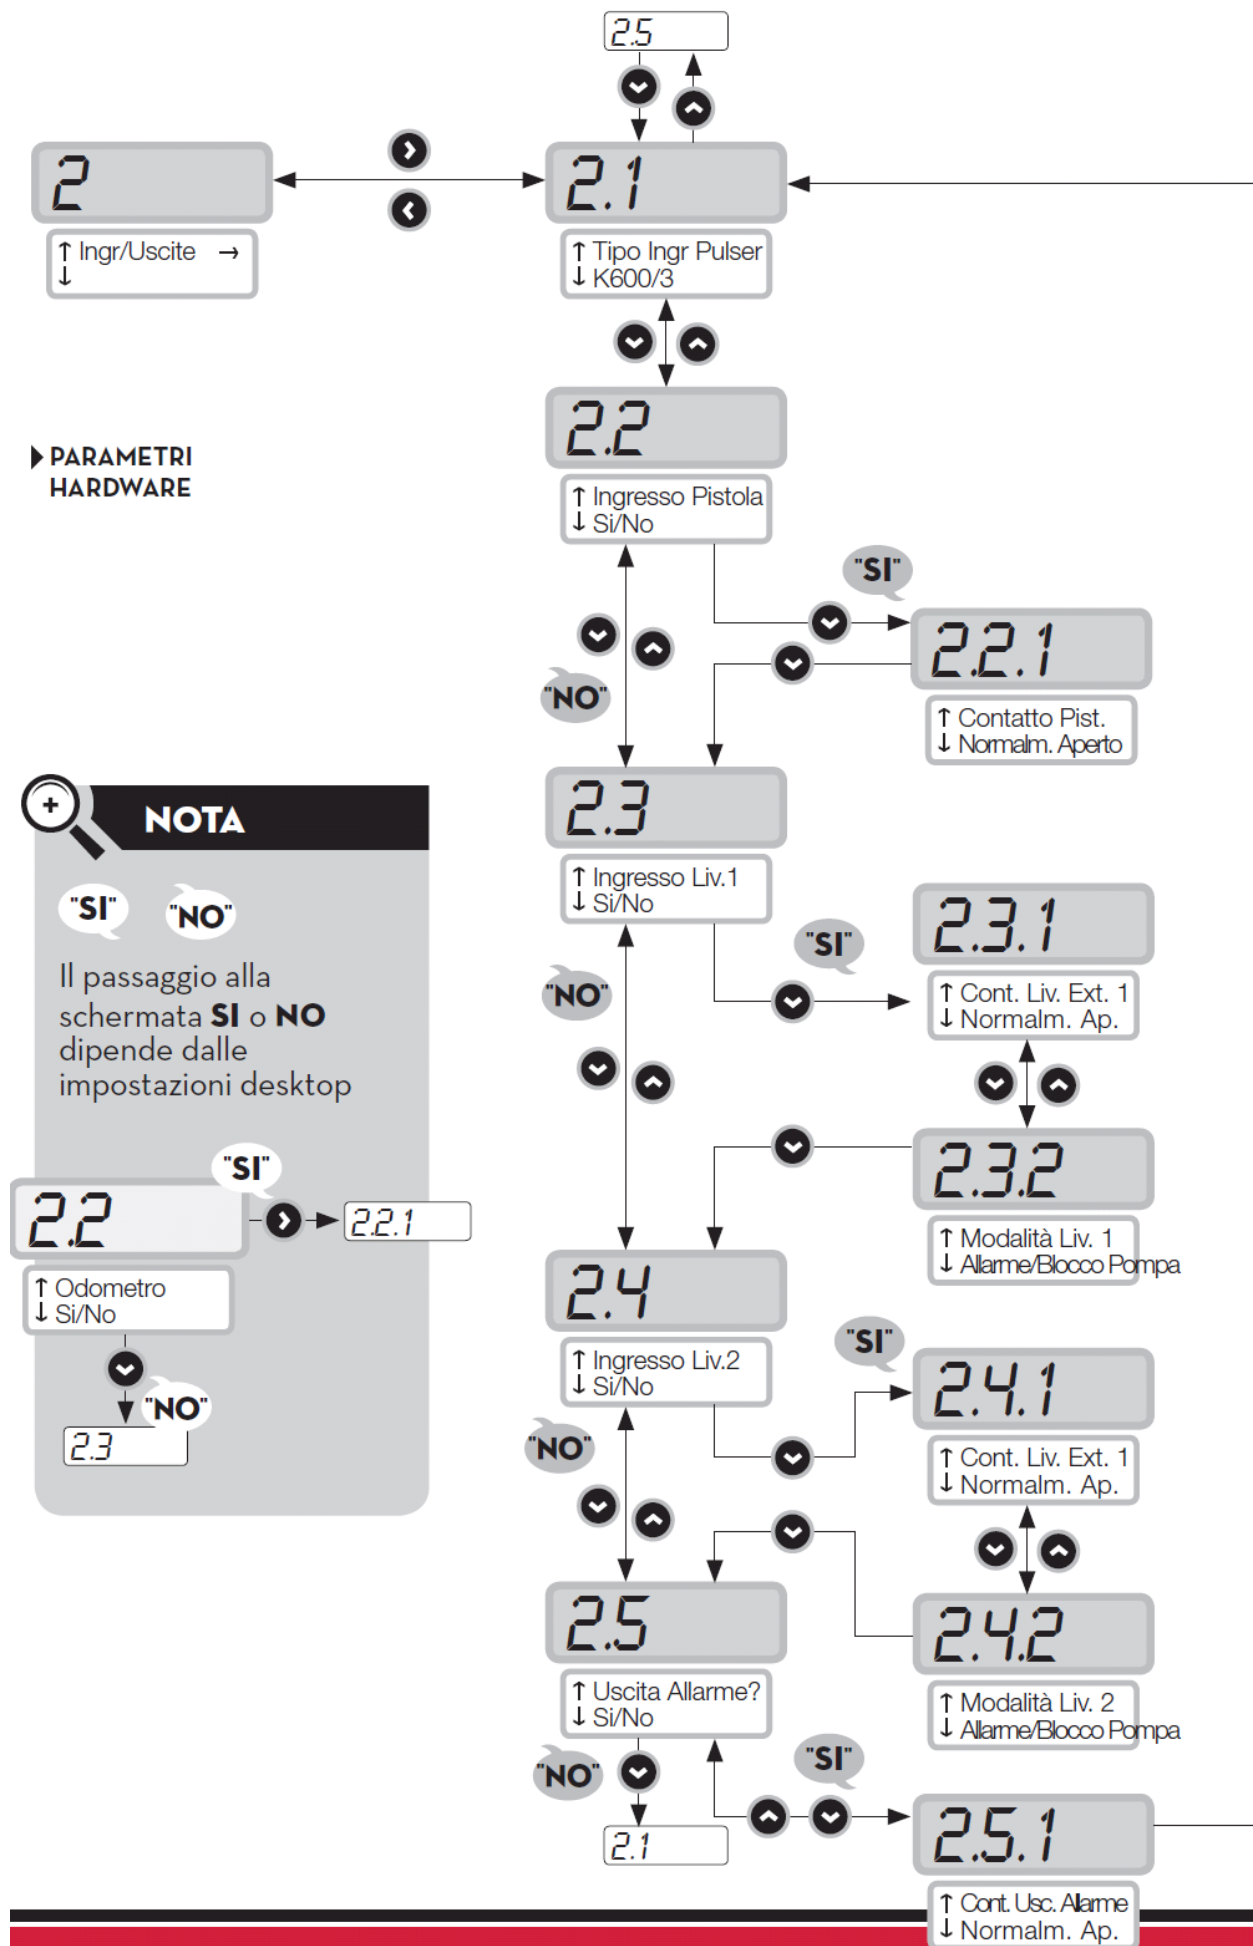 2.5
2
↑ Ingr/Uscite →
↓
2.1
↑ Tipo Ingr Pulser
↓ K600/3
PARAMETRI
HARDWARE
2.2
↑ Ingresso Pistola
↓ Si/No
"SI"
"NO"
2.2.1
↑ Contatto Pist.
↓ Normalm. Aperto
2.3
↑ Ingresso Liv.1
↓ Si/No
"SI"
"NO"
2.3.1
↑ Cont. Liv. Ext. 1
↓ Normalm. Ap.
2.3.2
↑ Modalità Liv. 1
↓ Allarme/Blocco Pompa
2.4
↑ Ingresso Liv.2
↓ Si/No
"SI"
"NO"
2.4.1
↑ Cont. Liv. Ext. 1
↓ Normalm. Ap.
2.4.2
↑ Modalità Liv. 2
↓ Allarme/Blocco Pompa
2.5
↑ Uscita Allarme?
↓ Si/No
"NO"
"SI"
2.1
2.5.1
↑ Cont. Usc. Allarme
↓ Normalm. Ap.
NOTA
"SI" "NO"
Il passaggio alla
schermata SI o NO
dipende dalle
impostazioni desktop
"SI"
2.2
2.2.1
↑ Odometro
↓ Si/No
"NO"
2.3